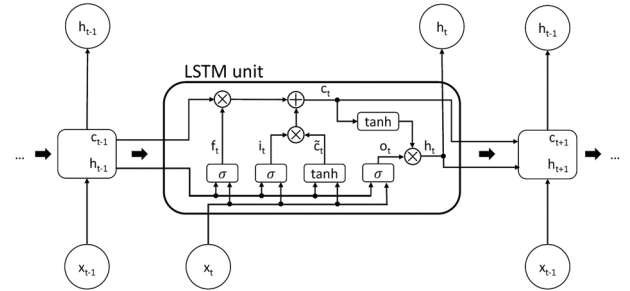 h_{t-1} h_t h_{t-1}
LSTM unit
c_t
tanh
c_{t-1} f_t i_t c̃_t o_t h_t c_{t+1}
... h_{t-1} h_{t+1} ...
σ σ tanh σ
x_{t-1} x_t x_{t-1}